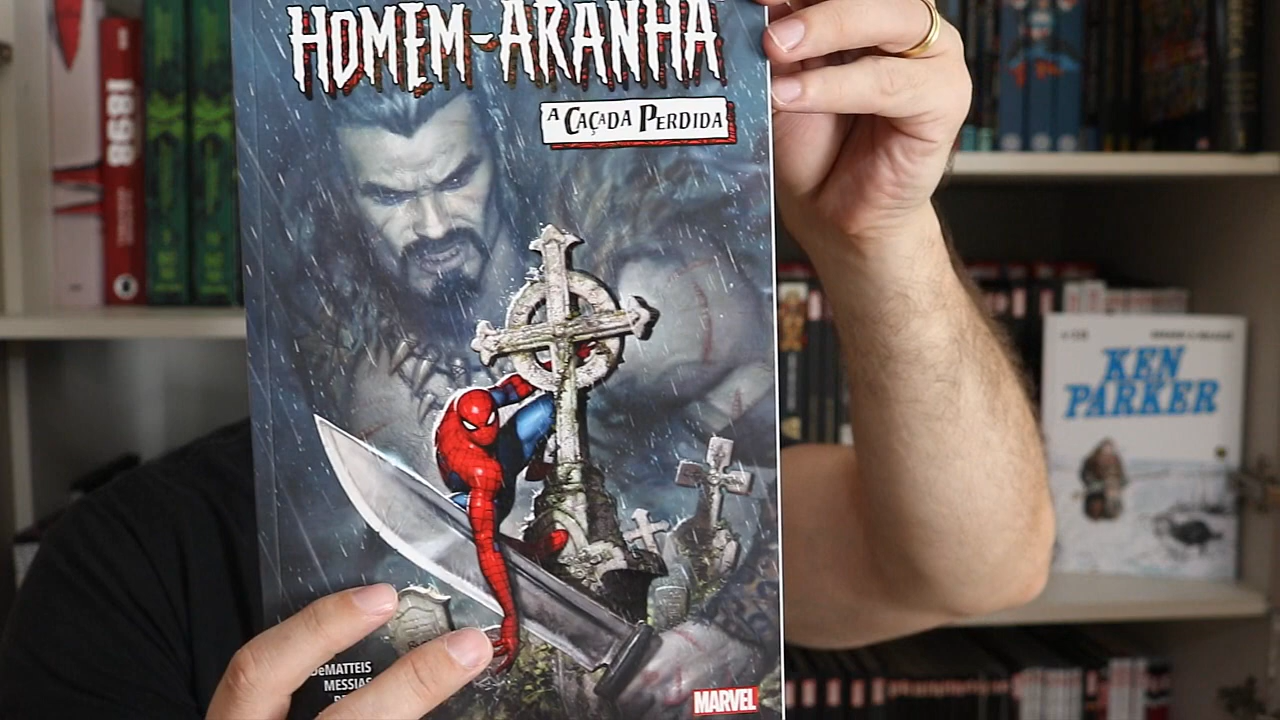 HOMEM-ARANHA
A CAÇADA PERDIDA
DeMATTEIS
MESSIAS
MARVEL
1898
KEN
PARKER